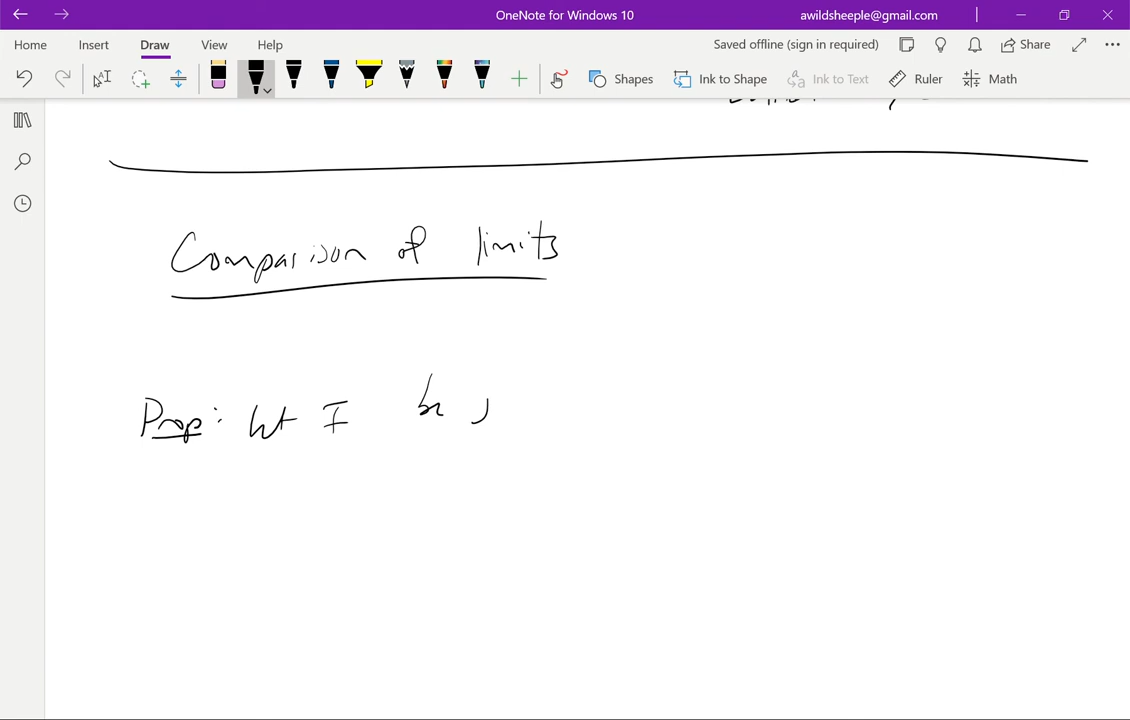 OneNote for Windows 10
awildsheeple@gmail.com
Home Insert Draw View Help
Saved offline (sign in required)
Share
Shapes Ink to Shape Ink to Text Ruler Math
Comparison of limits
Prop: Let I be